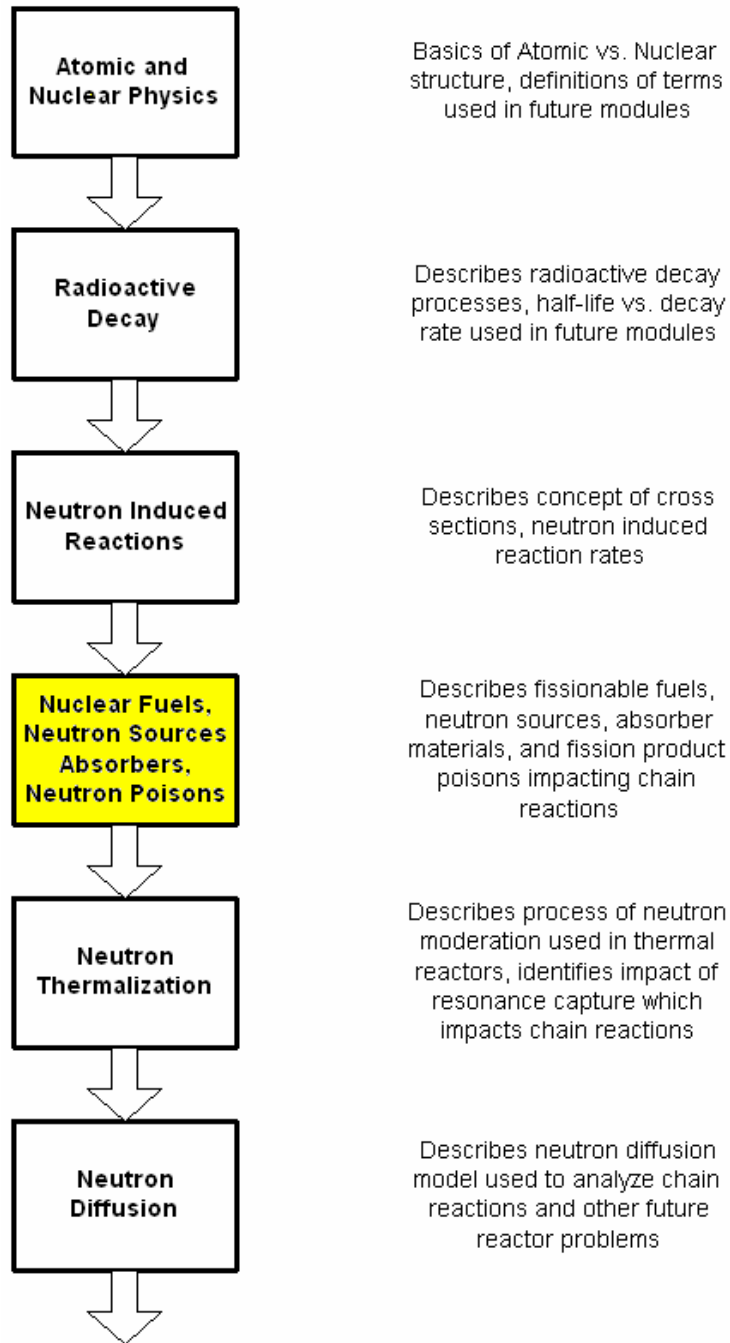 Atomic and
Nuclear Physics
Basics of Atomic vs. Nuclear
structure, definitions of terms
used in future modules
Radioactive
Decay
Describes radioactive decay
processes, half-life vs. decay
rate used in future modules
Neutron Induced
Reactions
Describes concept of cross
sections, neutron induced
reaction rates
Nuclear Fuels,
Neutron Sources
Absorbers,
Neutron Poisons
Describes fissionable fuels,
neutron sources, absorber
materials, and fission product
poisons impacting chain
reactions
Neutron
Thermalization
Describes process of neutron
moderation used in thermal
reactors, identifies impact of
resonance capture which
impacts chain reactions
Neutron
Diffusion
Describes neutron diffusion
model used to analyze chain
reactions and other future
reactor problems